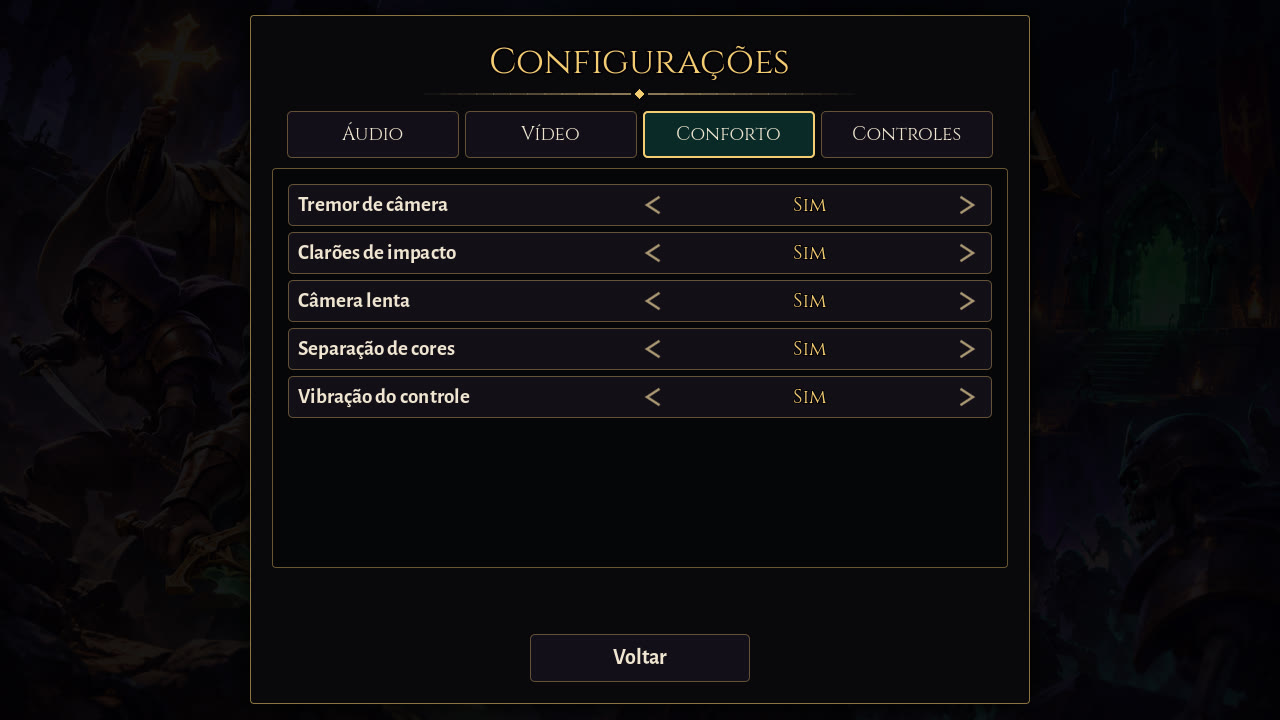 Configurações
Áudio
Vídeo
Conforto
Controles
Tremor de câmera
Sim
Clarões de impacto
Sim
Câmera lenta
Sim
Separação de cores
Sim
Vibração do controle
Sim
Voltar